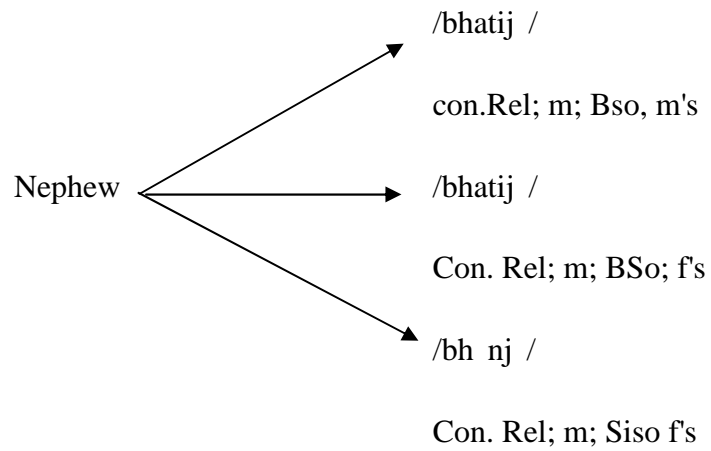 /bhatij /
con.Rel; m; Bso, m's
Nephew
/bhatij /
Con. Rel; m; BSo; f's
/bh nj /
Con. Rel; m; Siso f's